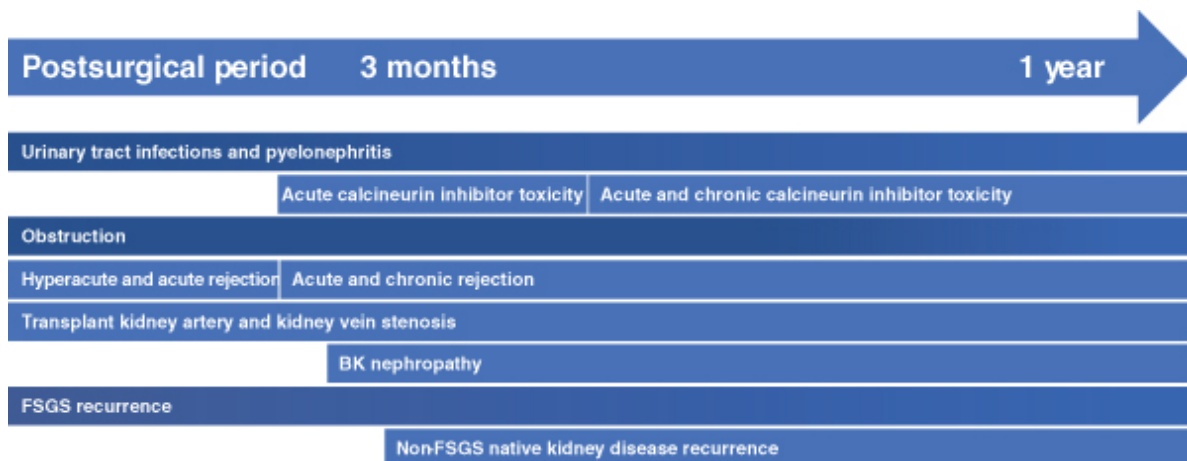 Postsurgical period 3 months 1 year
Urinary tract infections and pyelonephritis
Acute calcineurin inhibitor toxicity Acute and chronic calcineurin inhibitor toxicity
Obstruction
Hyperacute and acute rejection Acute and chronic rejection
Transplant kidney artery and kidney vein stenosis
BK nephropathy
FSGS recurrence
Non-FSGS native kidney disease recurrence